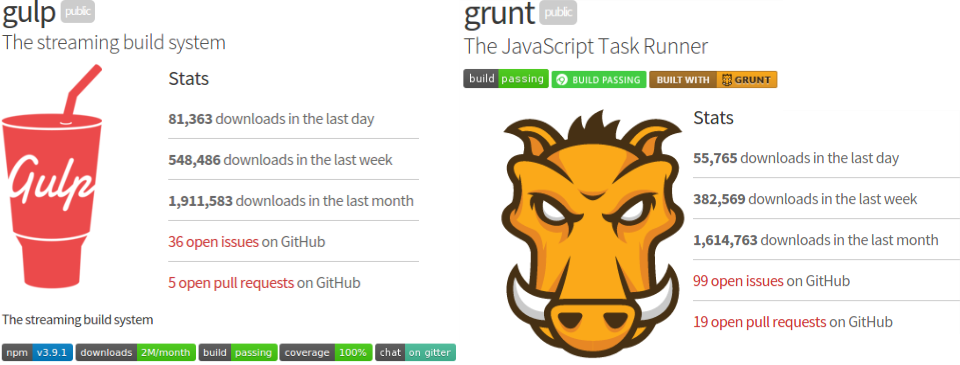 gulp public
The streaming build system
Gulp
Stats
81,363 downloads in the last day
548,486 downloads in the last week
1,911,583 downloads in the last month
36 open issues on GitHub
5 open pull requests on GitHub
The streaming build system
npm v3.9.1 downloads 2M/month build passing coverage 100% chat on gitter
grunt public
The JavaScript Task Runner
build passing BUILD PASSING BUILT WITH GRUNT
Stats
55,765 downloads in the last day
382,569 downloads in the last week
1,614,763 downloads in the last month
99 open issues on GitHub
19 open pull requests on GitHub